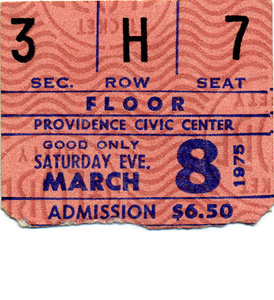 3 H 7
SEC. ROW SEAT
FLOOR
PROVIDENCE CIVIC CENTER
GOOD ONLY
SATURDAY EVE.
MARCH 8 1975
ADMISSION $6.50